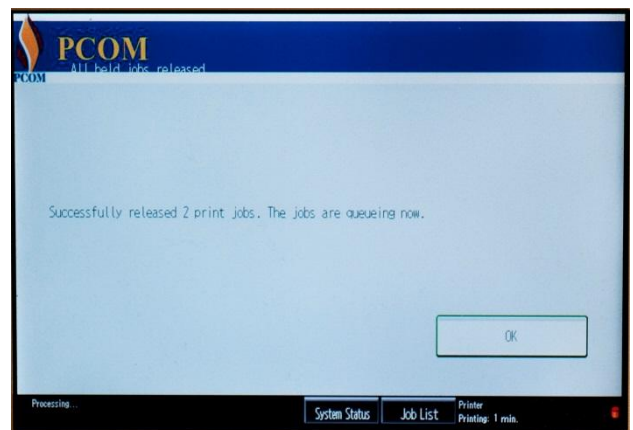 PCOM
All held jobs released
PCOM
Successfully released 2 print jobs. The jobs are queueing now.
OK
Processing...
System Status
Job List
Printer
Printing: 1 min.